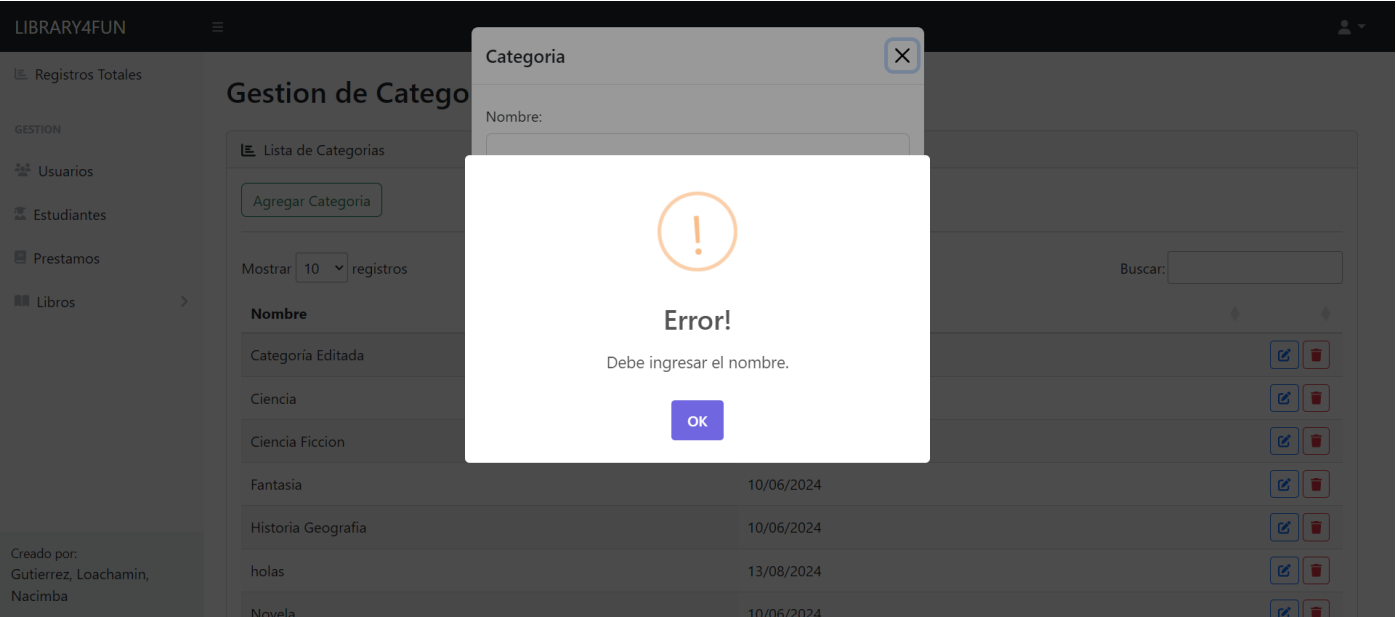 LIBRARY4FUN
Categoria
Registros Totales
Gestion de Catego
Nombre:
GESTION
Lista de Categorias
Usuarios
Agregar Categoria
Estudiantes
Prestamos
Mostrar 10 registros
Buscar:
Libros
Nombre
Error!
Categoría Editada
Debe ingresar el nombre.
Ciencia
OK
Ciencia Ficcion
Fantasia 10/06/2024
Historia Geografia 10/06/2024
holas 13/08/2024
Novela 10/06/2024
Creado por:
Gutierrez, Loachamin,
Nacimba